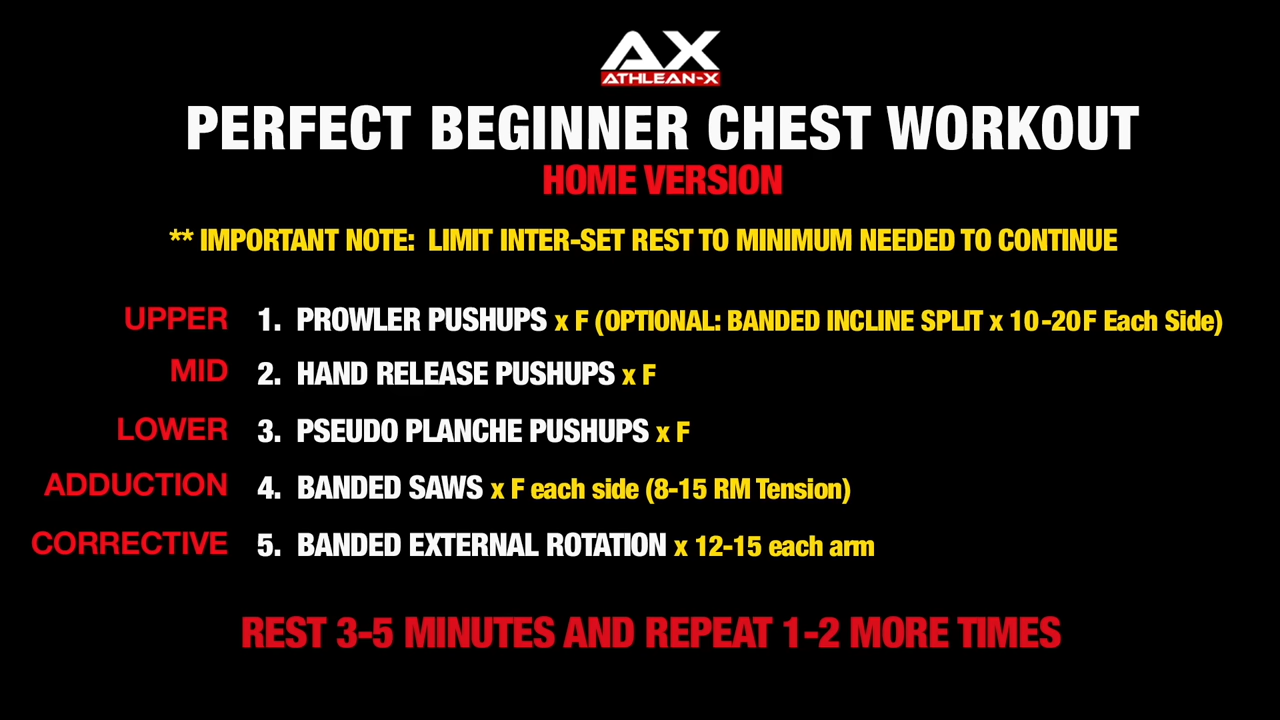 AX
ATHLEAN-X
PERFECT BEGINNER CHEST WORKOUT
HOME VERSION
** IMPORTANT NOTE: LIMIT INTER-SET REST TO MINIMUM NEEDED TO CONTINUE
UPPER 1. PROWLER PUSHUPS x F (OPTIONAL: BANDED INCLINE SPLIT x 10-20F Each Side)
MID 2. HAND RELEASE PUSHUPS x F
LOWER 3. PSEUDO PLANCHE PUSHUPS x F
ADDUCTION 4. BANDED SAWS x F each side (8-15 RM Tension)
CORRECTIVE 5. BANDED EXTERNAL ROTATION x 12-15 each arm
REST 3-5 MINUTES AND REPEAT 1-2 MORE TIMES